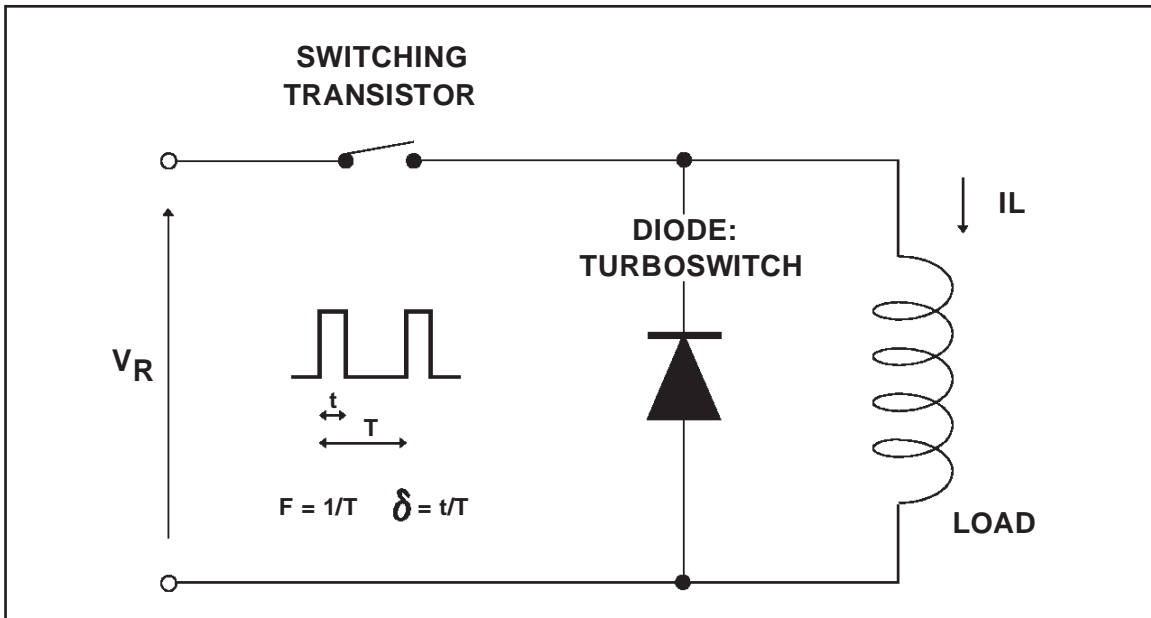 SWITCHING
TRANSISTOR
IL
DIODE:
TURBOSWITCH
VR
t
T
F = 1/T δ = t/T
LOAD